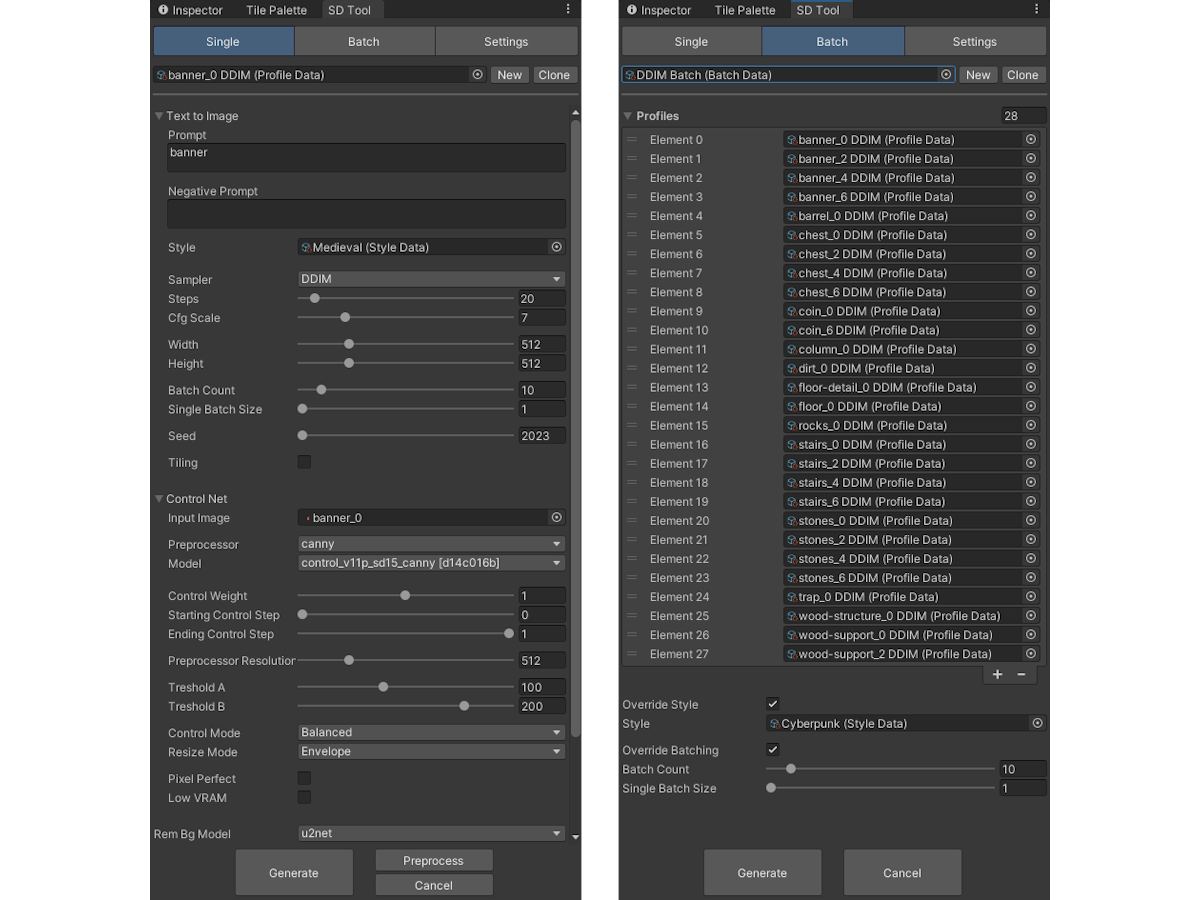 Inspector Tile Palette SD Tool
Single Batch Settings
banner_0 DDIM (Profile Data) New Clone
Text to Image
Prompt
banner
Negative Prompt
Style Medieval (Style Data)
Sampler DDIM
Steps 20
Cfg Scale 7
Width 512
Height 512
Batch Count 10
Single Batch Size 1
Seed 2023
Tiling
Control Net
Input Image banner_0
Preprocessor canny
Model control_v11p_sd15_canny [d14c016b]
Control Weight 1
Starting Control Step 0
Ending Control Step 1
Preprocessor Resolution 512
Treshold A 100
Treshold B 200
Control Mode Balanced
Resize Mode Envelope
Pixel Perfect
Low VRAM
Rem Bg Model u2net
Generate Preprocess
Cancel
Inspector Tile Palette SD Tool
Single Batch Settings
DDIM Batch (Batch Data) New Clone
Profiles 28
Element 0 banner_0 DDIM (Profile Data)
Element 1 banner_2 DDIM (Profile Data)
Element 2 banner_4 DDIM (Profile Data)
Element 3 banner_6 DDIM (Profile Data)
Element 4 barrel_0 DDIM (Profile Data)
Element 5 chest_0 DDIM (Profile Data)
Element 6 chest_2 DDIM (Profile Data)
Element 7 chest_4 DDIM (Profile Data)
Element 8 chest_6 DDIM (Profile Data)
Element 9 coin_0 DDIM (Profile Data)
Element 10 coin_6 DDIM (Profile Data)
Element 11 column_0 DDIM (Profile Data)
Element 12 dirt_0 DDIM (Profile Data)
Element 13 floor-detail_0 DDIM (Profile Data)
Element 14 floor_0 DDIM (Profile Data)
Element 15 rocks_0 DDIM (Profile Data)
Element 16 stairs_0 DDIM (Profile Data)
Element 17 stairs_2 DDIM (Profile Data)
Element 18 stairs_4 DDIM (Profile Data)
Element 19 stairs_6 DDIM (Profile Data)
Element 20 stones_0 DDIM (Profile Data)
Element 21 stones_2 DDIM (Profile Data)
Element 22 stones_4 DDIM (Profile Data)
Element 23 stones_6 DDIM (Profile Data)
Element 24 trap_0 DDIM (Profile Data)
Element 25 wood-structure_0 DDIM (Profile Data)
Element 26 wood-support_0 DDIM (Profile Data)
Element 27 wood-support_2 DDIM (Profile Data)
+ −
Override Style
Style Cyberpunk (Style Data)
Override Batching
Batch Count 10
Single Batch Size 1
Generate Cancel